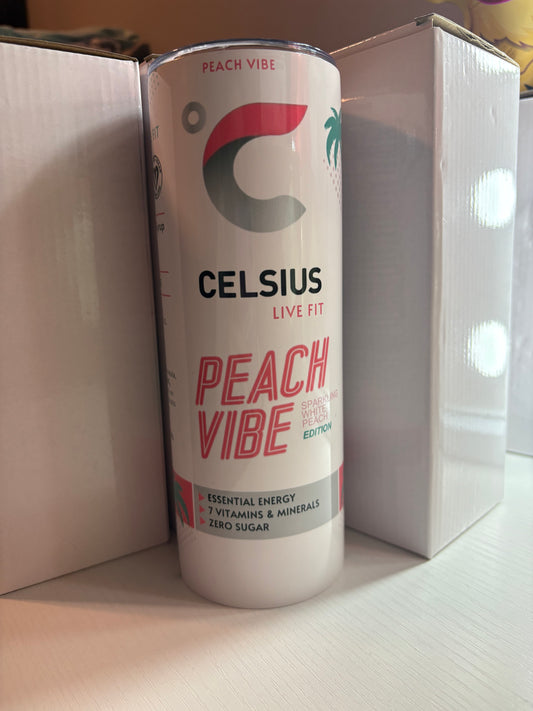 PEACH VIBE
CELSIUS
LIVE FIT
PEACH
VIBE
SPARKLING
WHITE
PEACH
EDITION
ESSENTIAL ENERGY
7 VITAMINS & MINERALS
ZERO SUGAR